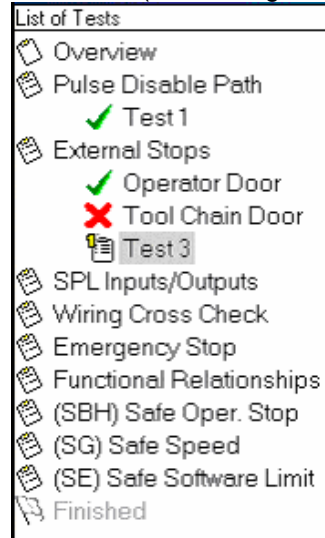 List of Tests
Overview
Pulse Disable Path
Test 1
External Stops
Operator Door
Tool Chain Door
Test 3
SPL Inputs/Outputs
Wiring Cross Check
Emergency Stop
Functional Relationships
(SBH) Safe Oper. Stop
(SG) Safe Speed
(SE) Safe Software Limit
Finished